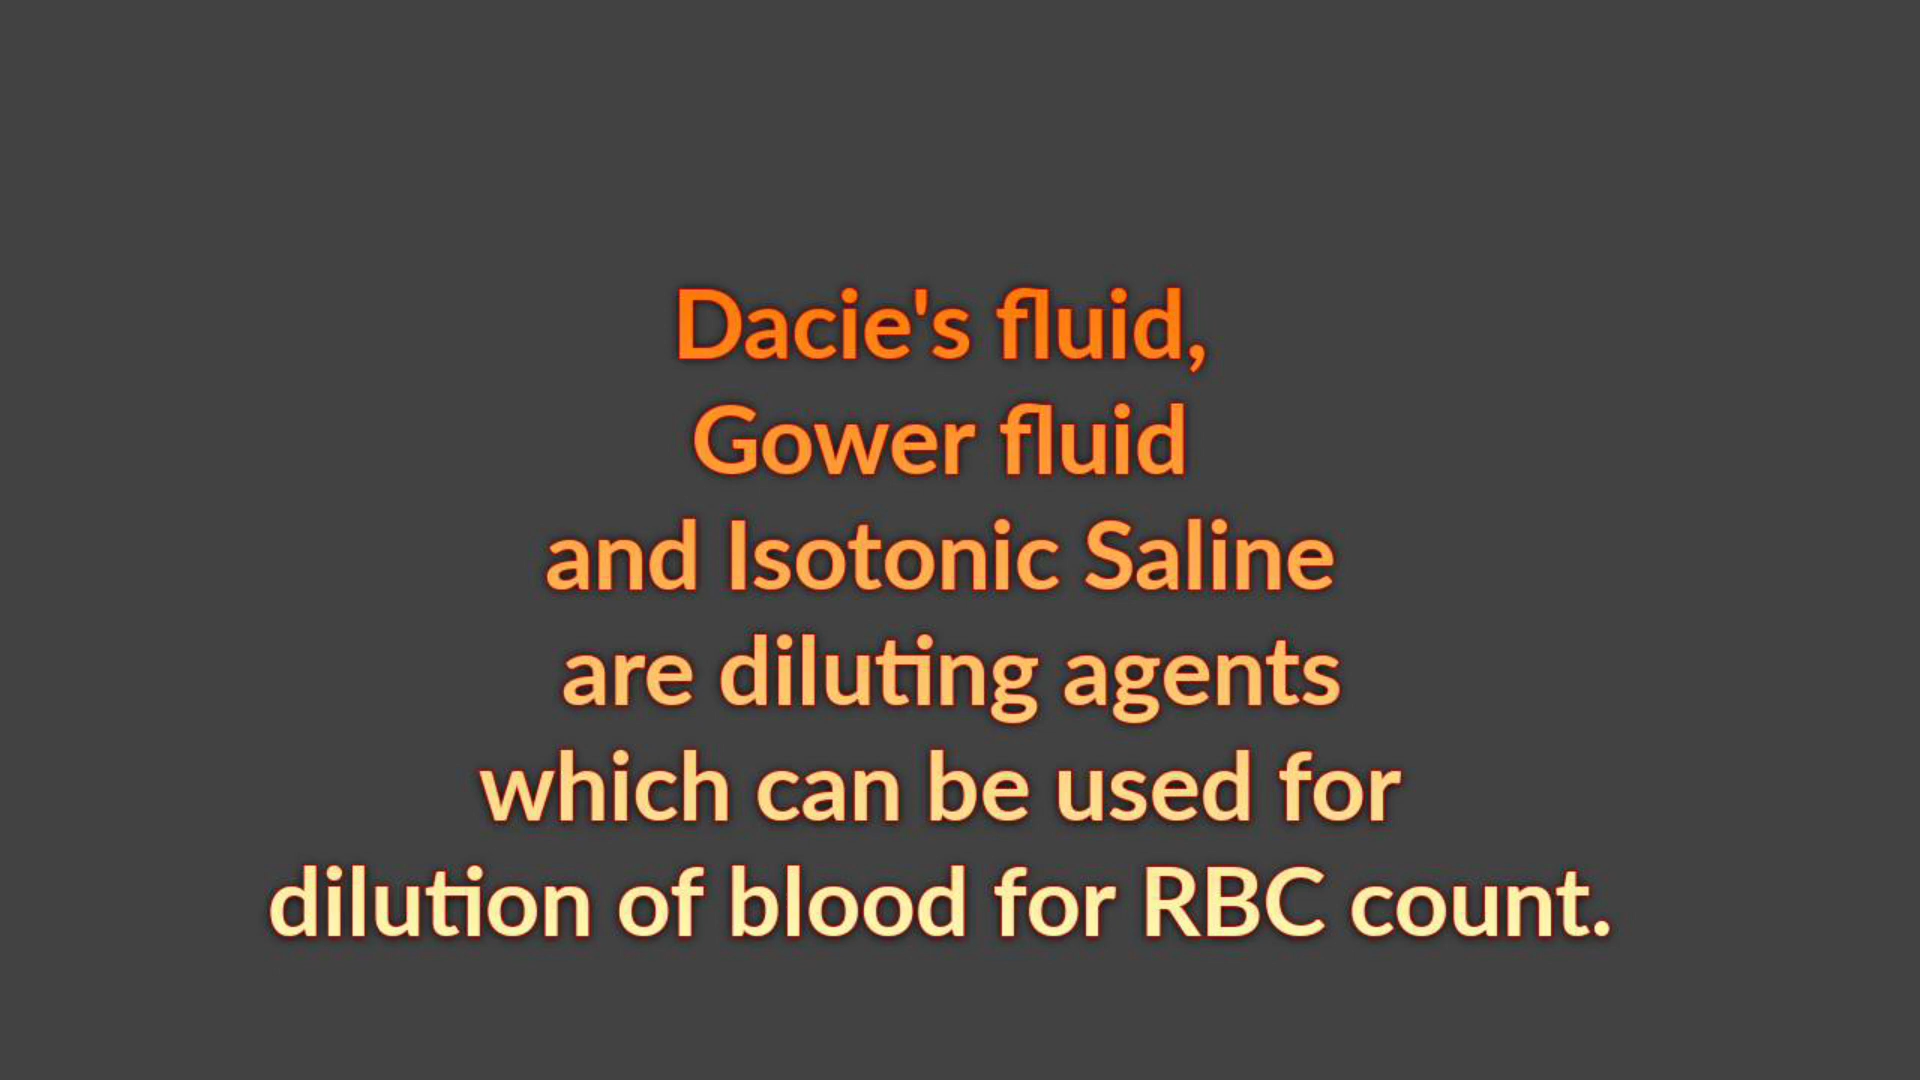 Dacie's fluid,
Gower fluid
and Isotonic Saline
are diluting agents
which can be used for
dilution of blood for RBC count.